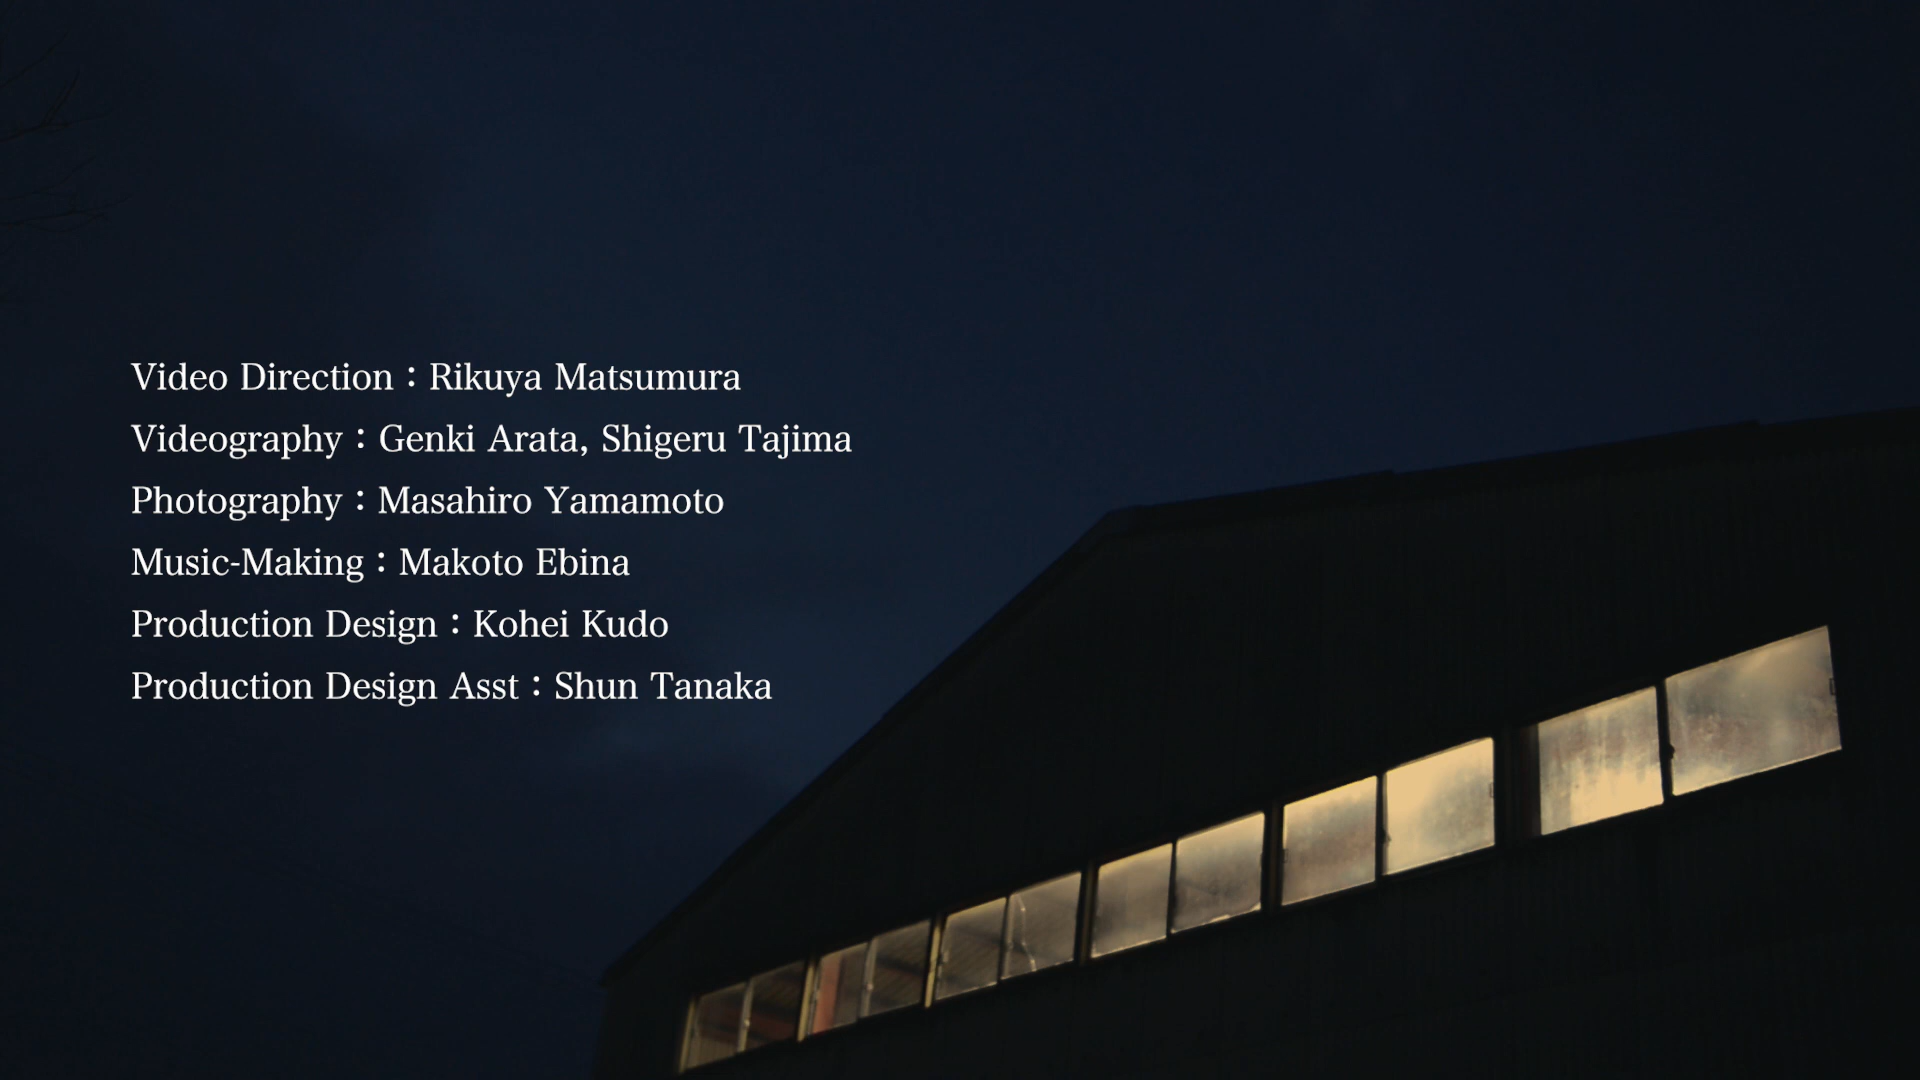 Video Direction：Rikuya Matsumura
Videography：Genki Arata, Shigeru Tajima
Photography：Masahiro Yamamoto
Music-Making：Makoto Ebina
Production Design：Kohei Kudo
Production Design Asst：Shun Tanaka